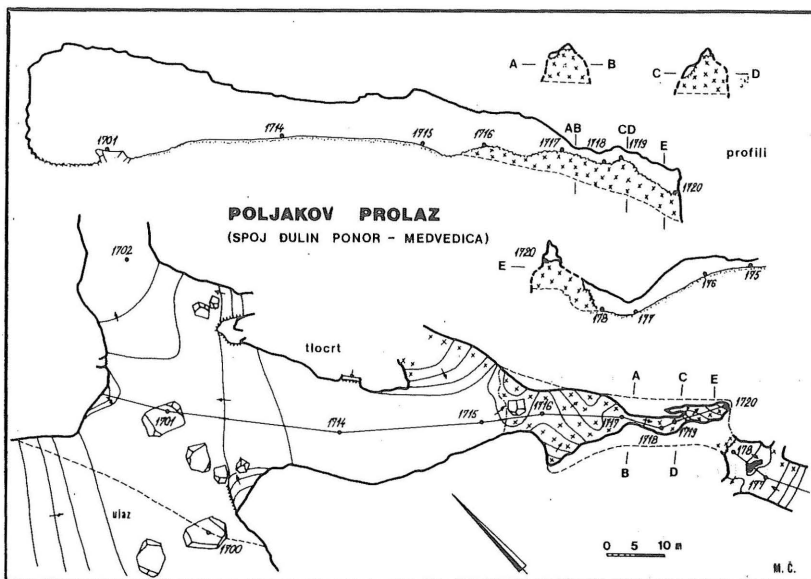 A B
C D
1701 1714 1715 1716 1717 AB 1718 CD 1719 E 1720
profili
POLJAKOV PROLAZ
(SPOJ ĐULIN PONOR - MEDVEDICA)
1702
1720
E
178 177 176 175
tlocrt
A C E
1701 1714 1715 1716 1717 1718 1719 1720
B D
178
177
ulaz
1700
0 5 10 m
M. Č.